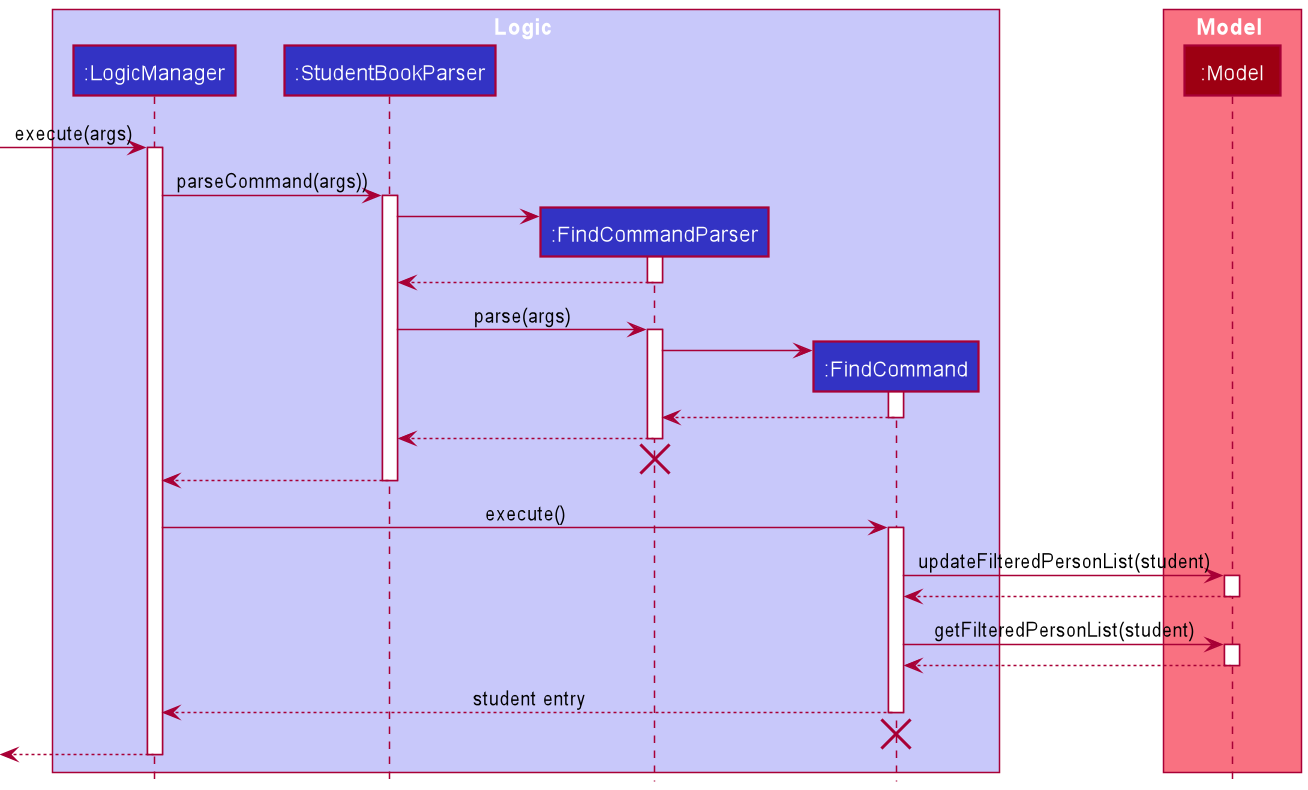 Logic
Model
:LogicManager
:StudentBookParser
:Model
execute(args)
parseCommand(args))
:FindCommandParser
parse(args)
:FindCommand
execute()
updateFilteredPersonList(student)
getFilteredPersonList(student)
student entry